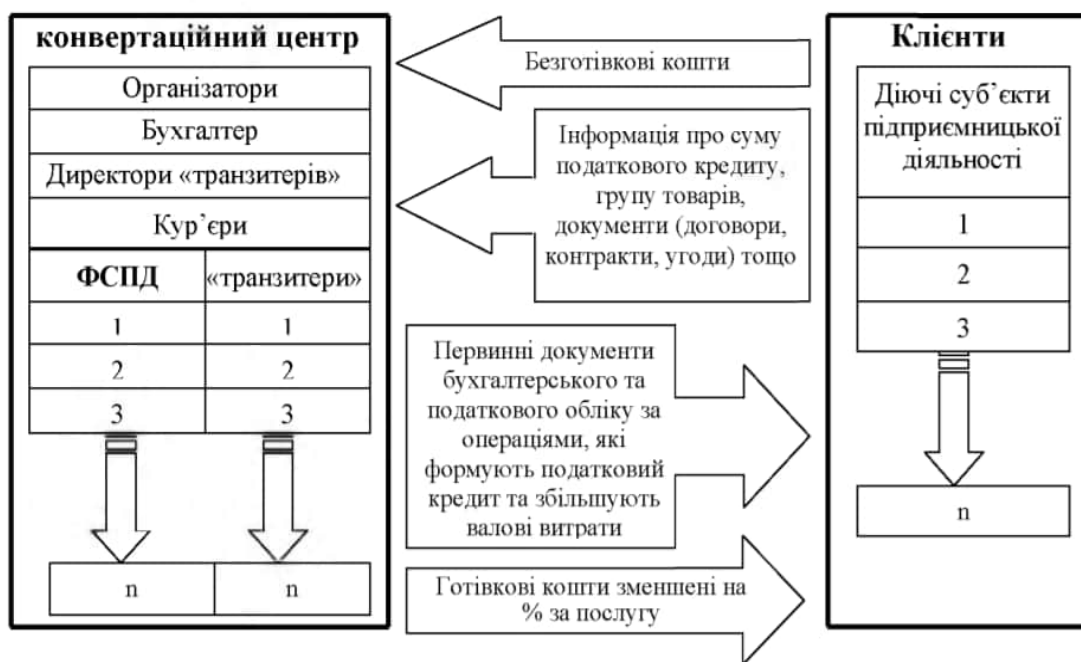 конвертаційний центр
Організатори
Бухгалтер
Директори «транзитерів»
Кур’єри
ФСПД «транзитери»
1 1
2 2
3 3
n n
Безготівкові кошти
Інформація про суму
податкового кредиту,
групу товарів,
документи (договори,
контракти, угоди) тощо
Первинні документи
бухгалтерського та
податкового обліку за
операціями, які
формують податковий
кредит та збільшують
валові витрати
Готівкові кошти зменшені на
% за послугу
Клієнти
Діючі суб’єкти
підприємницької
діяльності
1
2
3
n